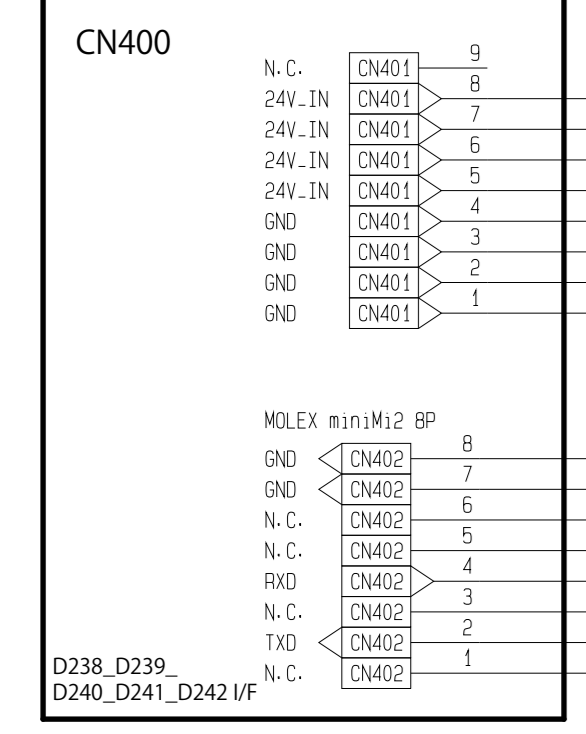 CN400
N.C. CN401 9
24V_IN CN401 8
24V_IN CN401 7
24V_IN CN401 6
24V_IN CN401 5
GND CN401 4
GND CN401 3
GND CN401 2
GND CN401 1
MOLEX miniMi2 8P
GND CN402 8
GND CN402 7
N.C. CN402 6
N.C. CN402 5
RXD CN402 4
N.C. CN402 3
TXD CN402 2
N.C. CN402 1
D238_D239_
D240_D241_D242 I/F